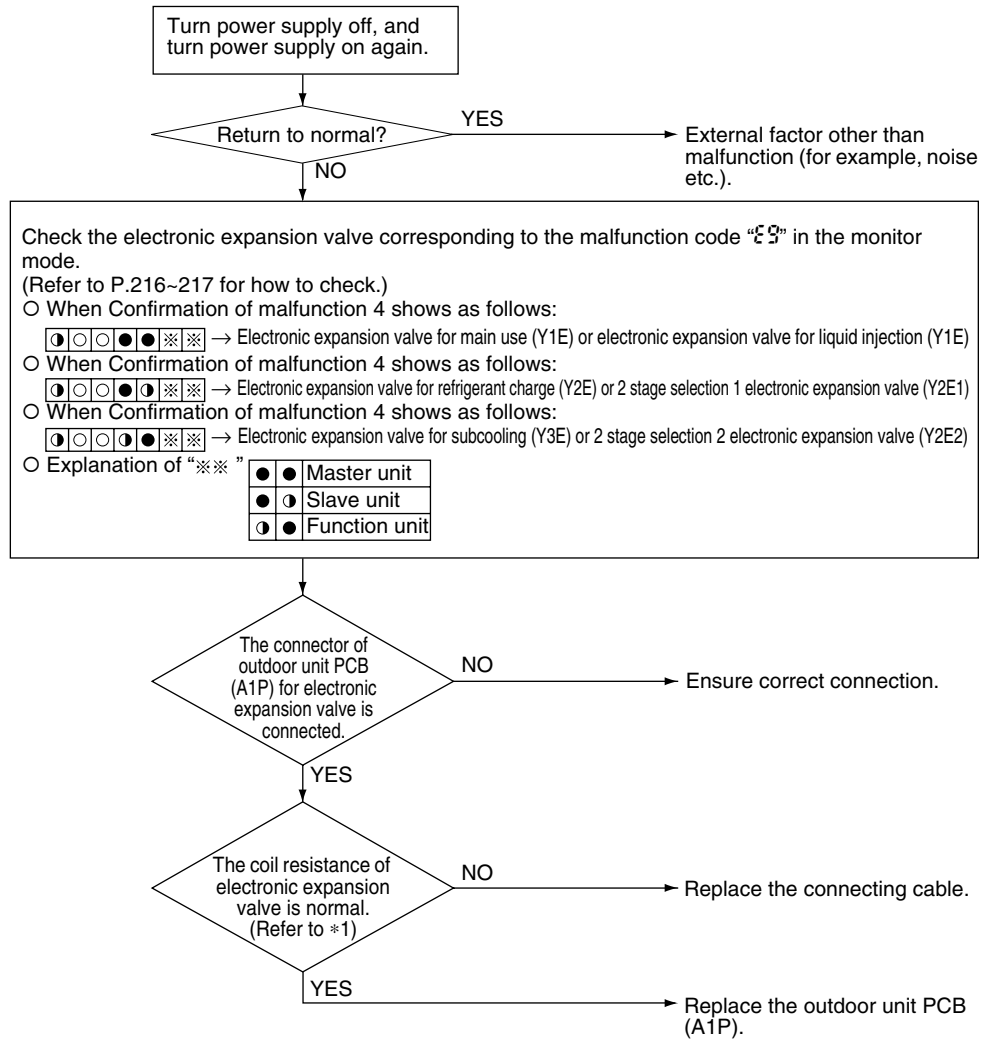 Turn power supply off, and
turn power supply on again.
Return to normal?
YES
External factor other than
malfunction (for example, noise
etc.).
NO
Check the electronic expansion valve corresponding to the malfunction code “E9” in the monitor
mode.
(Refer to P.216~217 for how to check.)
○ When Confirmation of malfunction 4 shows as follows:
◑ ○ ○ ● ● ※ ※ → Electronic expansion valve for main use (Y1E) or electronic expansion valve for liquid injection (Y1E)
○ When Confirmation of malfunction 4 shows as follows:
◑ ○ ○ ● ◑ ※ ※ → Electronic expansion valve for refrigerant charge (Y2E) or 2 stage selection 1 electronic expansion valve (Y2E1)
○ When Confirmation of malfunction 4 shows as follows:
◑ ○ ○ ◑ ● ※ ※ → Electronic expansion valve for subcooling (Y3E) or 2 stage selection 2 electronic expansion valve (Y2E2)
○ Explanation of “※※ ”
● ● Master unit
● ◑ Slave unit
◑ ● Function unit
The connector of
outdoor unit PCB
(A1P) for electronic
expansion valve is
connected.
NO
Ensure correct connection.
YES
The coil resistance of
electronic expansion
valve is normal.
(Refer to *1)
NO
Replace the connecting cable.
YES
Replace the outdoor unit PCB
(A1P).